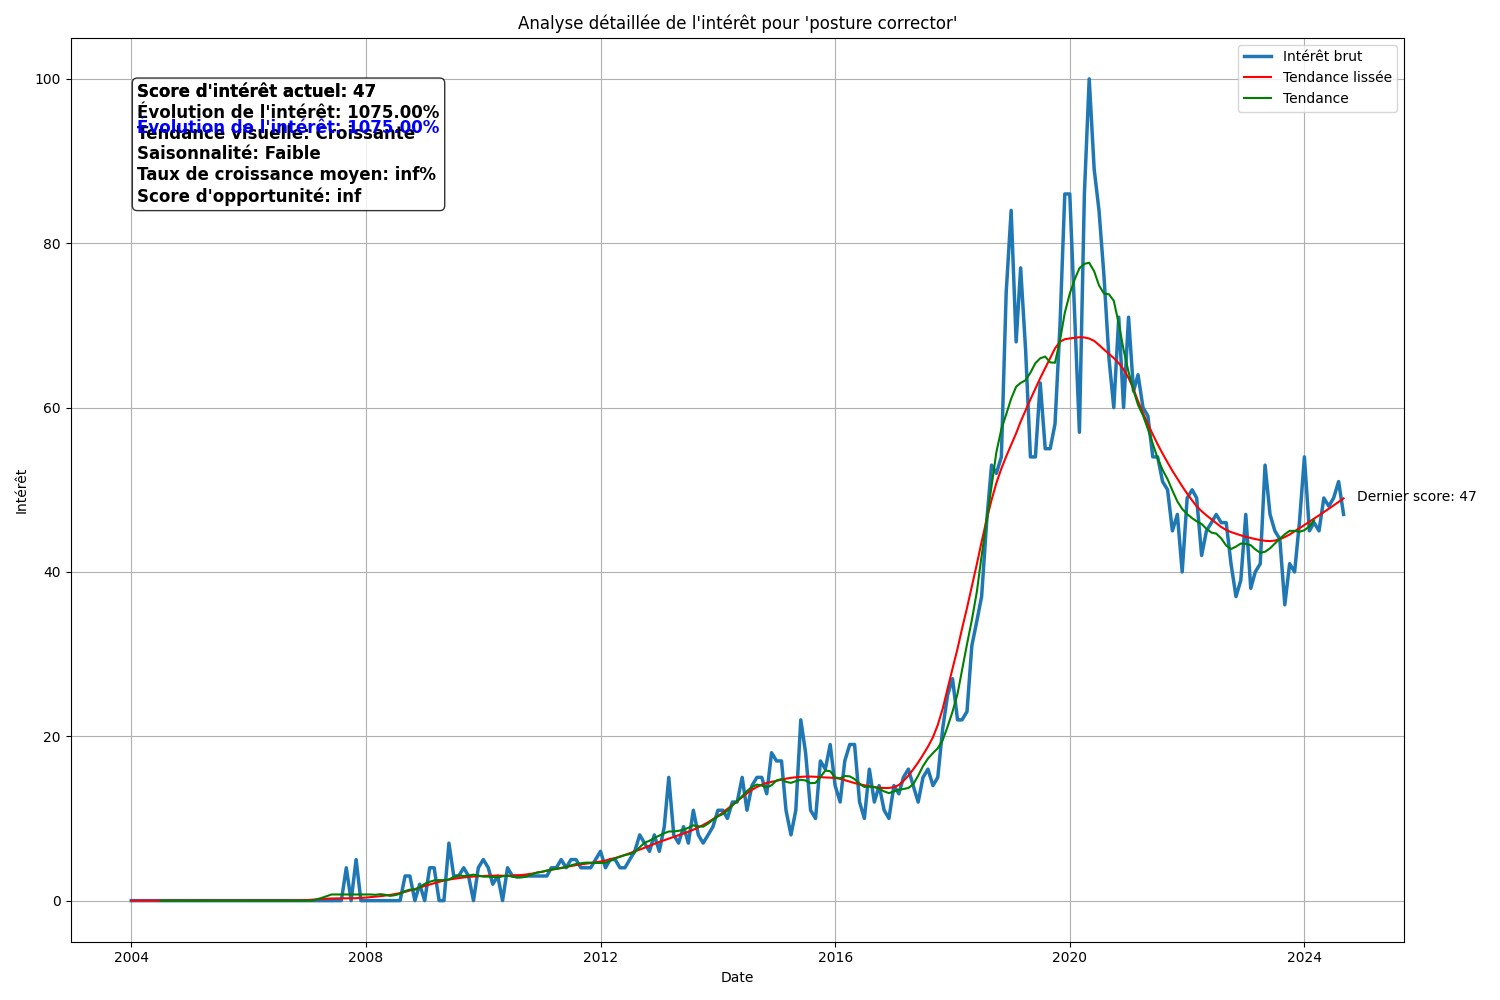 Analyse détaillée de l'intérêt pour 'posture corrector'
Intérêt brut
Tendance lissée
Tendance
Score d'intérêt actuel: 47
Évolution de l'intérêt: 1075.00%
Évolution de l'intérêt: 1075.00%
Tendance visuelle: Croissante
Saisonnalité: Faible
Taux de croissance moyen: inf%
Score d'opportunité: inf
Dernier score: 47
Intérêt
100
80
60
40
20
0
2004 2008 2012 2016 2020 2024
Date